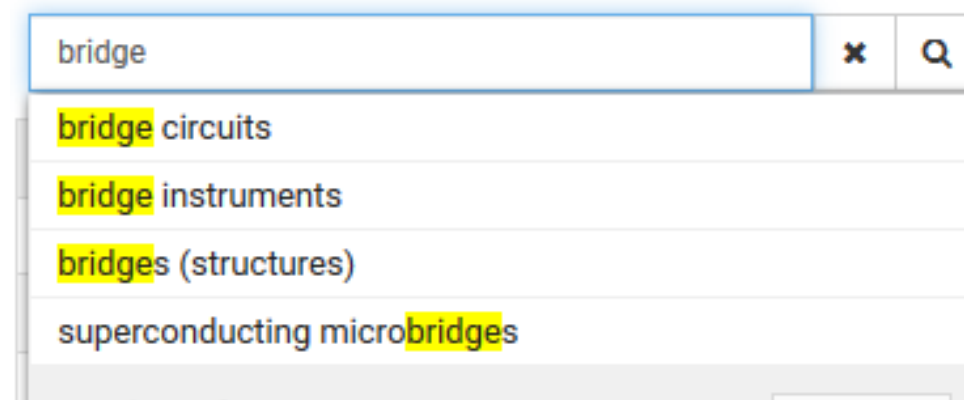 bridge
bridge circuits
bridge instruments
bridges (structures)
superconducting microbridges